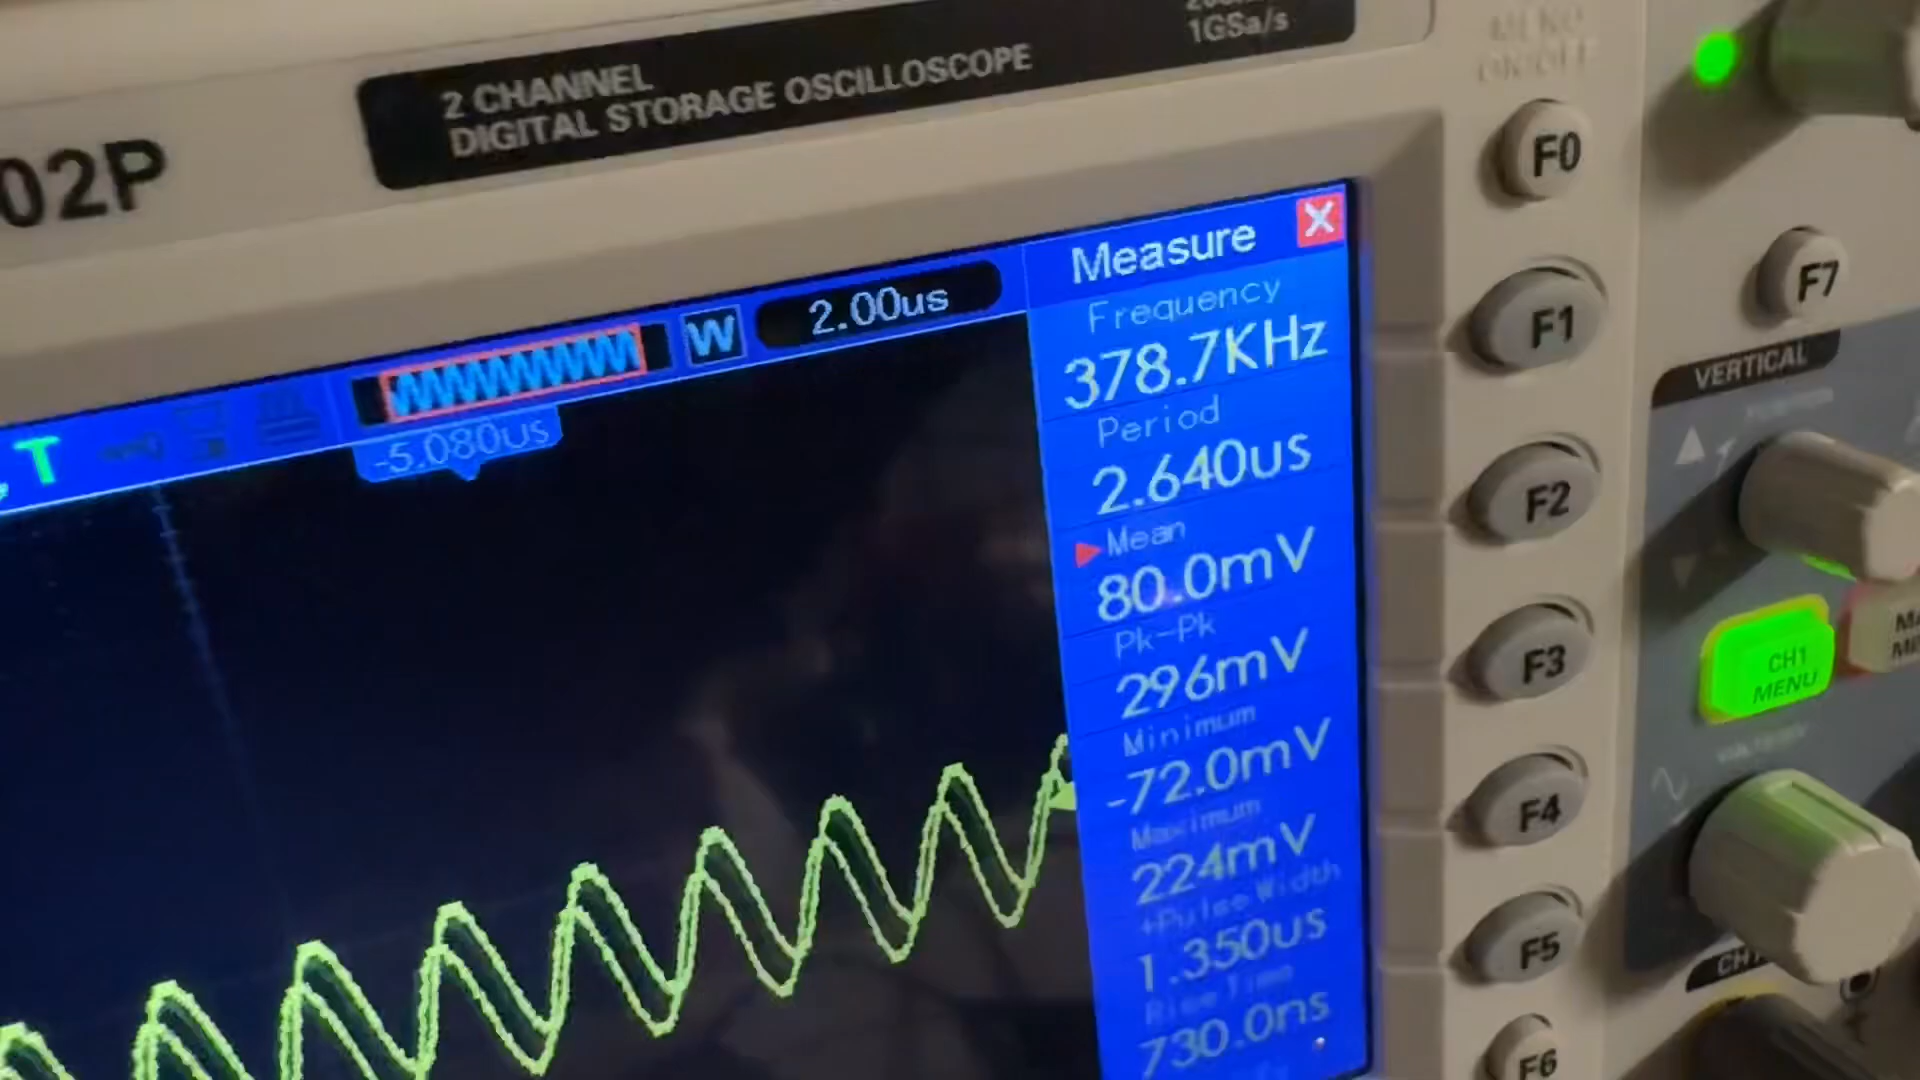 1GSa/s
2 CHANNEL
DIGITAL STORAGE OSCILLOSCOPE
02P
F0
Measure
X
F7
Frequency
2.00us
W
F1
378.7KHz
VERTICAL
Period
-5.080us
T
2.640us
F2
Mean
80.0mV
Pk-Pk
296mV
F3
CH1
MENU
Minimum
-72.0mV
Maximum
224mV
F4
+Pulse Width
1.350us
F5
Rise Time
730.0ns
F6